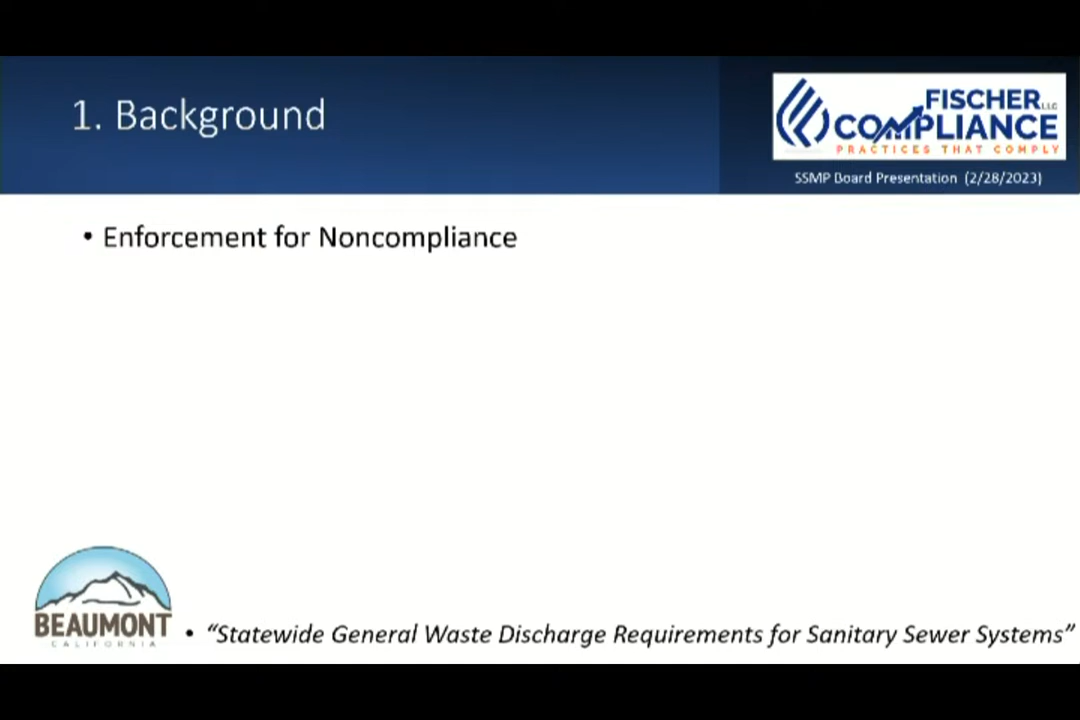 1. Background
FISCHER LLC
COMPLIANCE
PRACTICES THAT COMPLY
SSMP Board Presentation (2/28/2023)
• Enforcement for Noncompliance
BEAUMONT
CALIFORNIA
• “Statewide General Waste Discharge Requirements for Sanitary Sewer Systems”